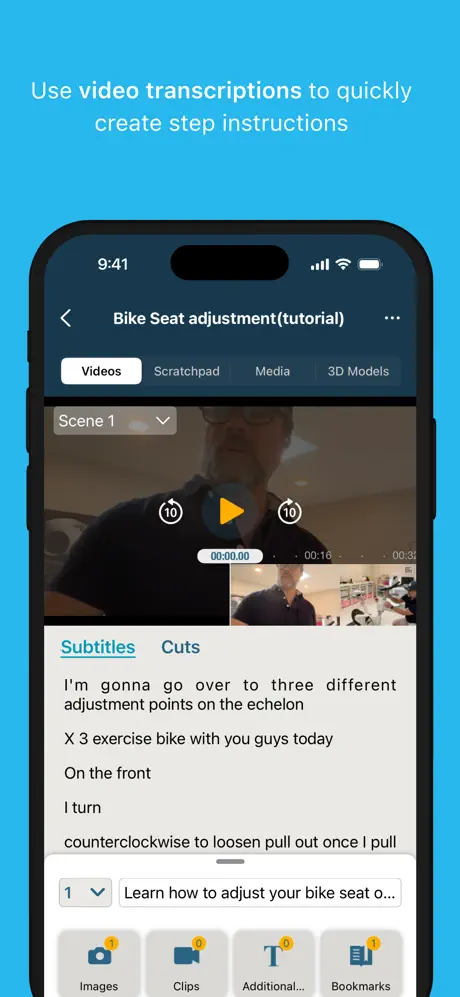 Use video transcriptions to quickly
create step instructions
9:41
Bike Seat adjustment(tutorial)
Videos
Scratchpad
Media
3D Models
Scene 1
10
10
00:00.00
00:16
00:32
Subtitles
Cuts
I'm gonna go over to three different
adjustment points on the echelon
X 3 exercise bike with you guys today
On the front
I turn
counterclockwise to loosen pull out once I pull
1
Learn how to adjust your bike seat o...
1
0
0
1
Images
Clips
Additional...
Bookmarks